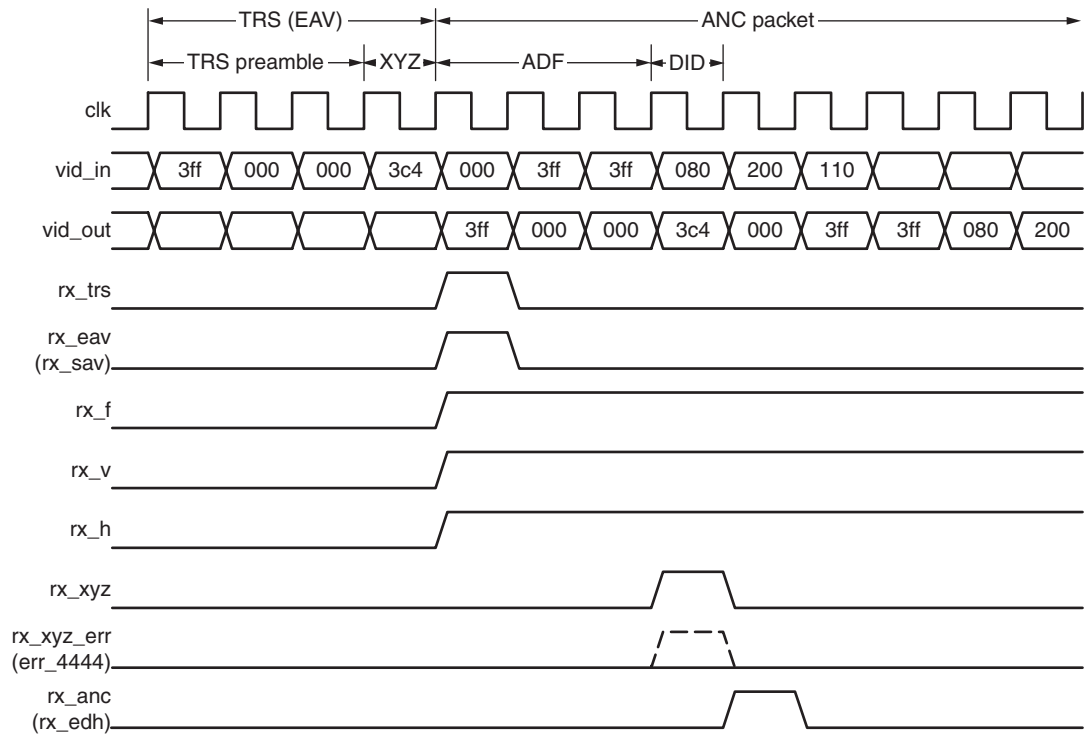 TRS (EAV) ANC packet
TRS preamble XYZ ADF DID
clk
vid_in 3ff 000 000 3c4 000 3ff 3ff 080 200 110
vid_out 3ff 000 000 3c4 000 3ff 3ff 080 200
rx_trs
rx_eav
(rx_sav)
rx_f
rx_v
rx_h
rx_xyz
rx_xyz_err
(err_4444)
rx_anc
(rx_edh)